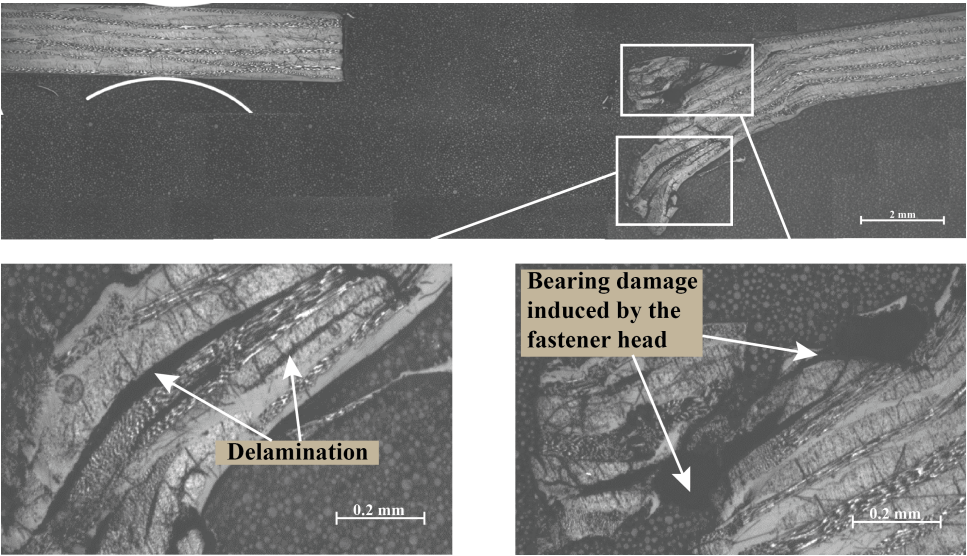 2 mm
Bearing damage
induced by the
fastener head
Delamination
0.2 mm
0.2 mm